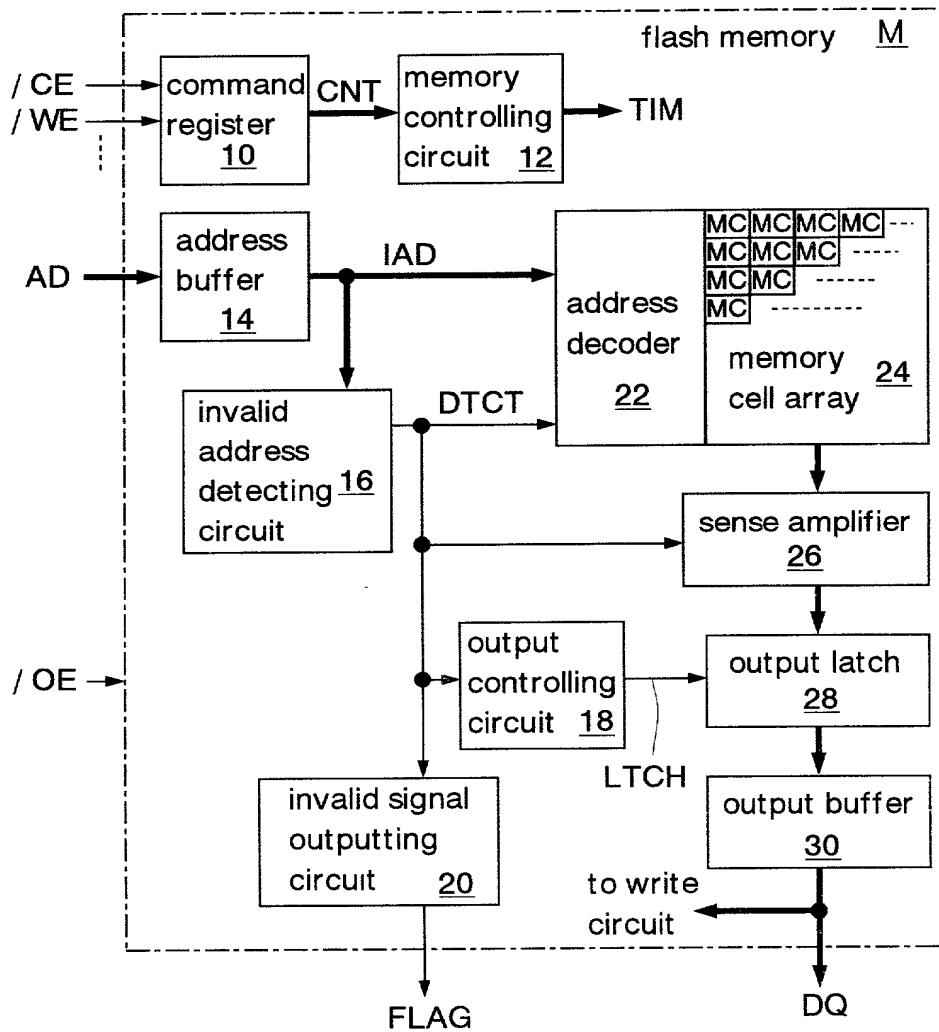 flash memory M
/ CE
/ WE
command
register
10
CNT
memory
controlling
circuit 12
TIM
AD
address
buffer
14
IAD
address
decoder
22
MC MC MC MC
MC MC MC
MC MC
MC
memory
cell array
24
invalid
address
detecting
circuit
16
DTCT
sense amplifier
26
/ OE
output
controlling
circuit 18
LTCH
output latch
28
invalid signal
outputting
circuit 20
output buffer
30
to write
circuit
FLAG
DQ